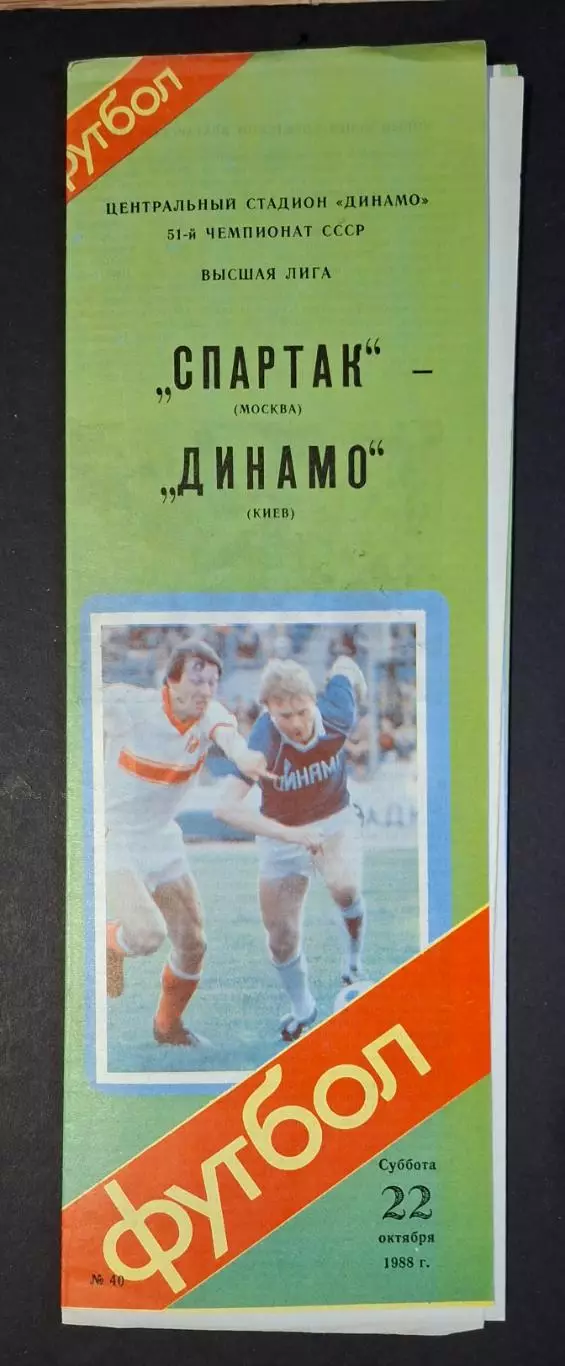 футбол
ЦЕНТРАЛЬНЫЙ СТАДИОН «ДИНАМО»
51-й ЧЕМПИОНАТ СССР
ВЫСШАЯ ЛИГА
„СПАРТАК“ –
(МОСКВА)
„ДИНАМО“
(КИЕВ)
ДИНАМО
футбол
Суббота
22
октября
1988 г.
№ 40